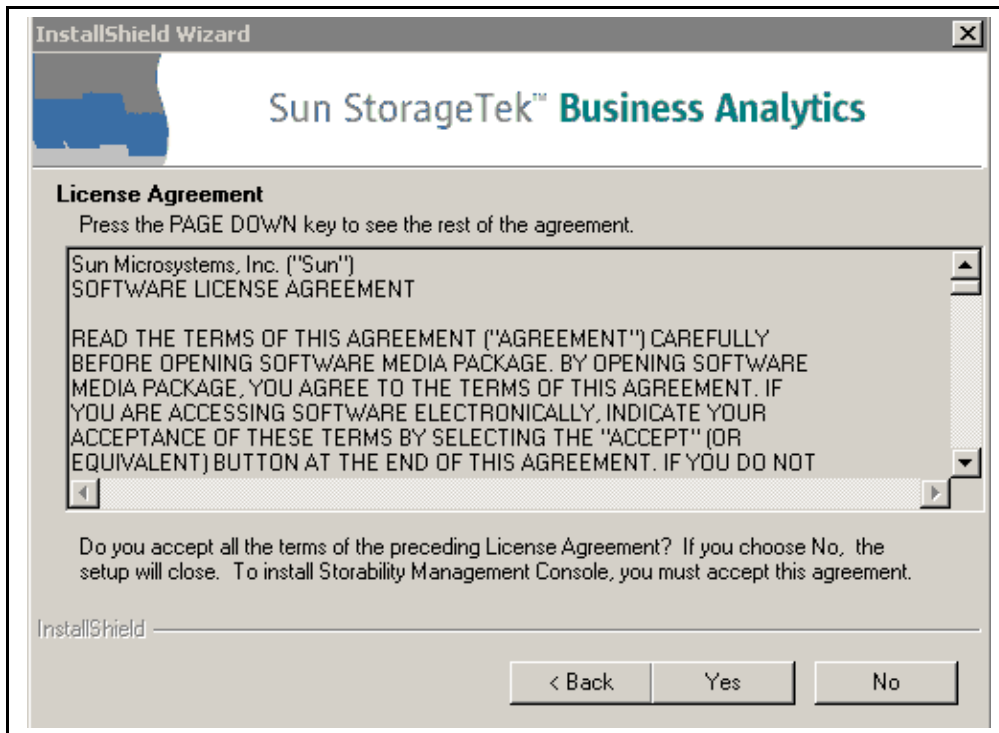 InstallShield Wizard
Sun StorageTek™ Business Analytics
License Agreement
Press the PAGE DOWN key to see the rest of the agreement.
Sun Microsystems, Inc. ("Sun")
SOFTWARE LICENSE AGREEMENT
READ THE TERMS OF THIS AGREEMENT ("AGREEMENT") CAREFULLY
BEFORE OPENING SOFTWARE MEDIA PACKAGE. BY OPENING SOFTWARE
MEDIA PACKAGE, YOU AGREE TO THE TERMS OF THIS AGREEMENT. IF
YOU ARE ACCESSING SOFTWARE ELECTRONICALLY, INDICATE YOUR
ACCEPTANCE OF THESE TERMS BY SELECTING THE "ACCEPT" (OR
EQUIVALENT) BUTTON AT THE END OF THIS AGREEMENT. IF YOU DO NOT
Do you accept all the terms of the preceding License Agreement? If you choose No, the
setup will close. To install Storability Management Console, you must accept this agreement.
InstallShield
< Back
Yes
No